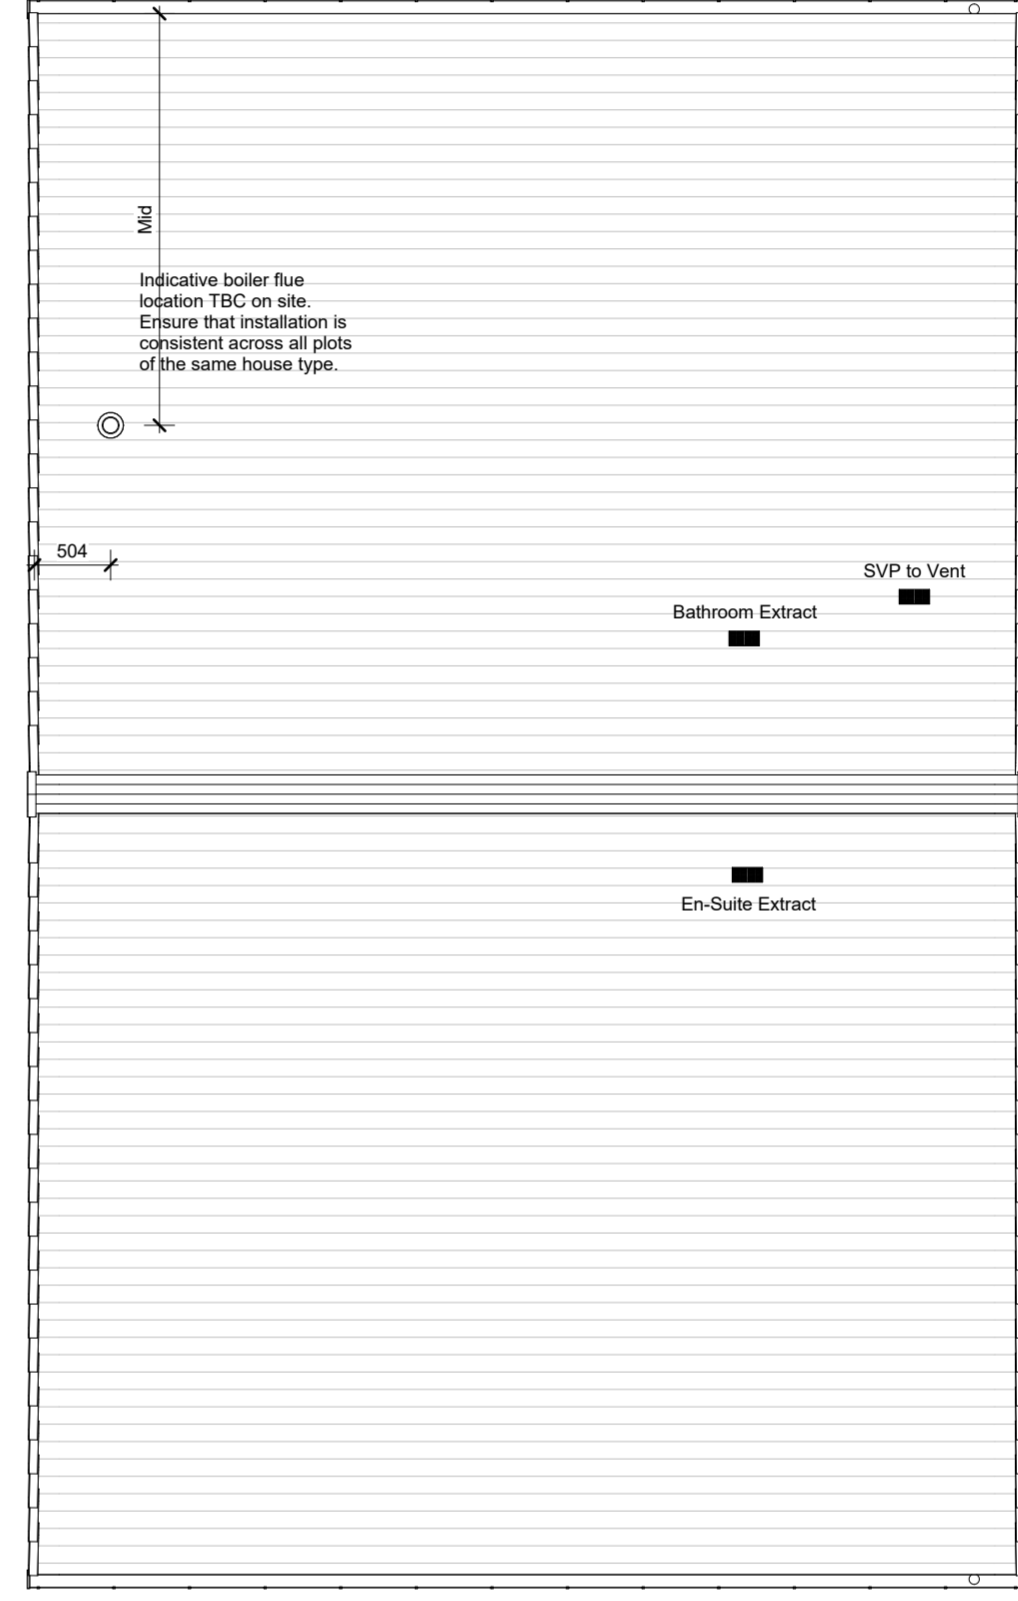 Mid
Indicative boiler flue
location TBC on site.
Ensure that installation is
consistent across all plots
of the same house type.
504
SVP to Vent
Bathroom Extract
En-Suite Extract